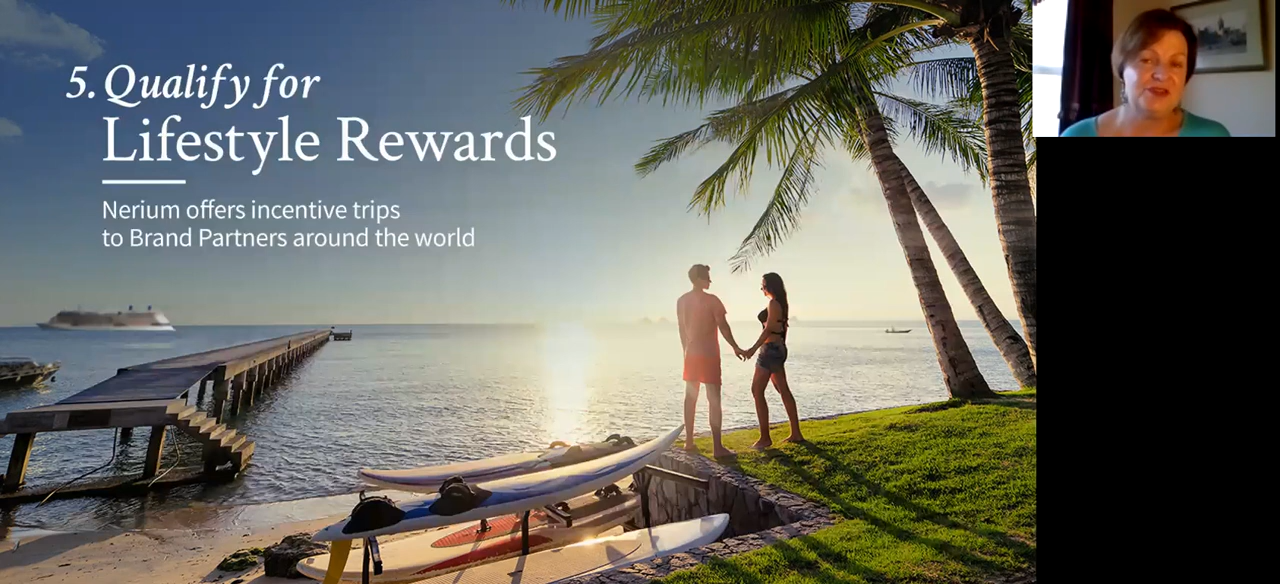 5. Qualify for
Lifestyle Rewards
Nerium offers incentive trips
to Brand Partners around the world